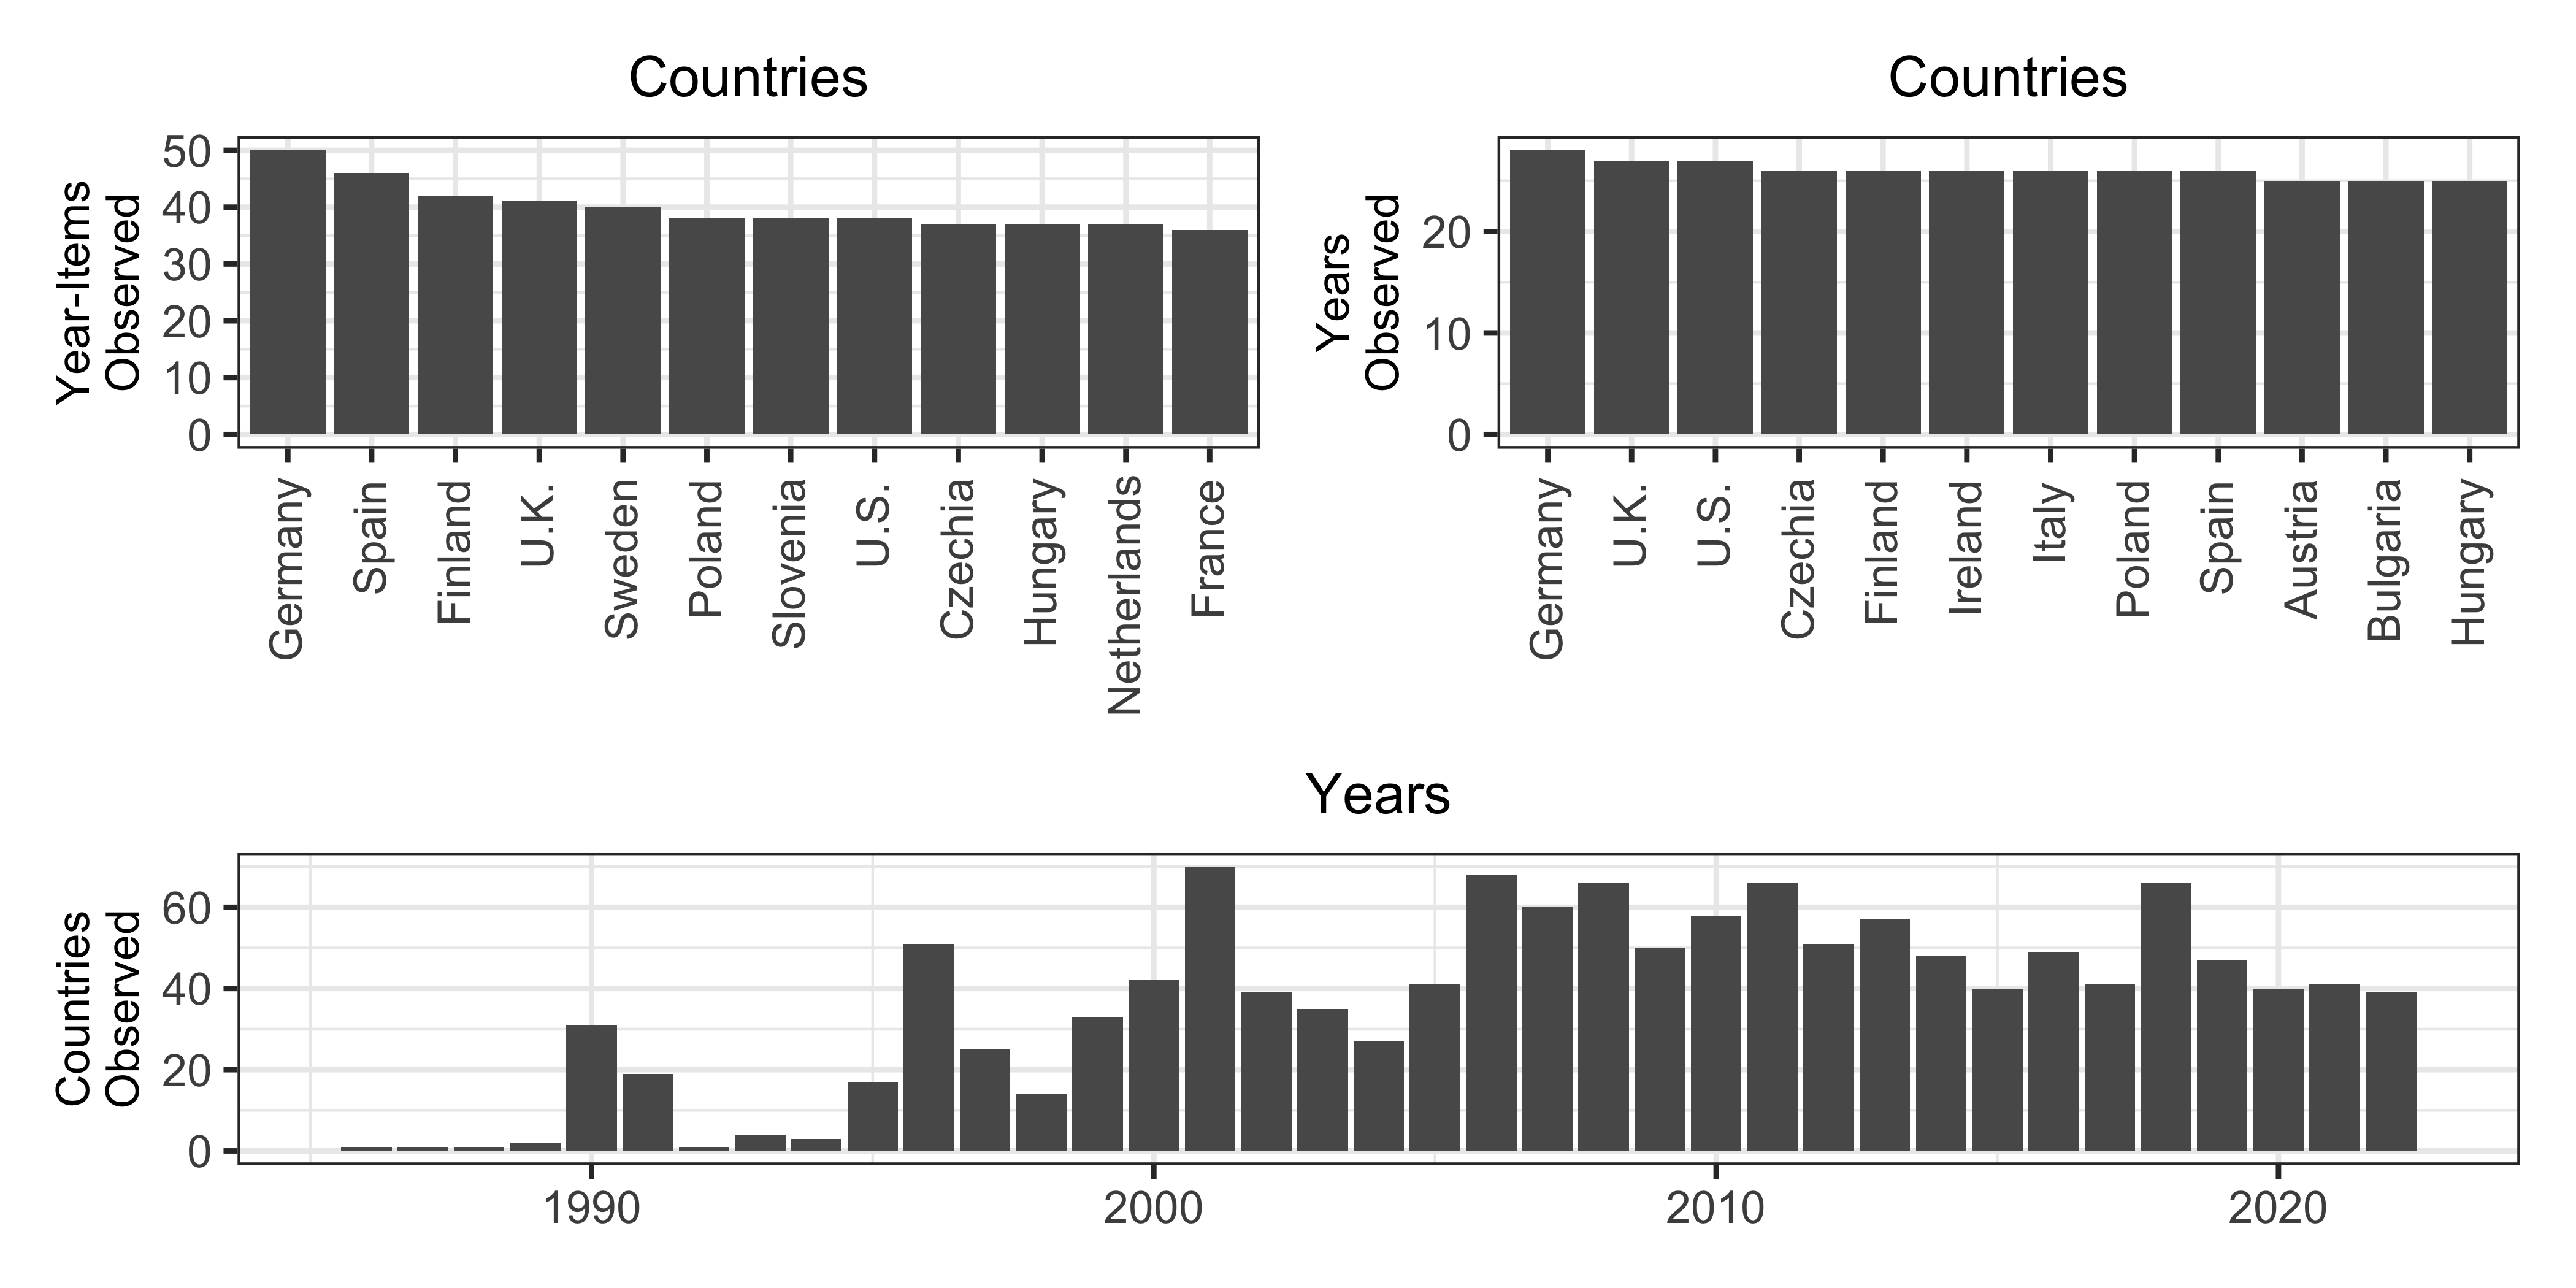 Countries
Year-Items
Observed
50
40
30
20
10
0
Germany
Spain
Finland
U.K.
Sweden
Poland
Slovenia
U.S.
Czechia
Hungary
Netherlands
France
Countries
Years
Observed
20
10
0
Germany
U.K.
U.S.
Czechia
Finland
Ireland
Italy
Poland
Spain
Austria
Bulgaria
Hungary
Years
Countries
Observed
60
40
20
0
1990
2000
2010
2020